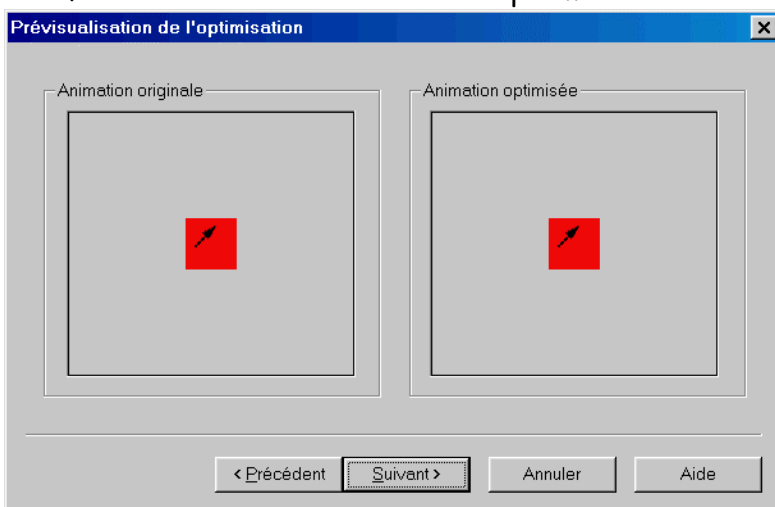 Prévisualisation de l'optimisation
Animation originale
Animation optimisée
< Précédent
Suivant >
Annuler
Aide